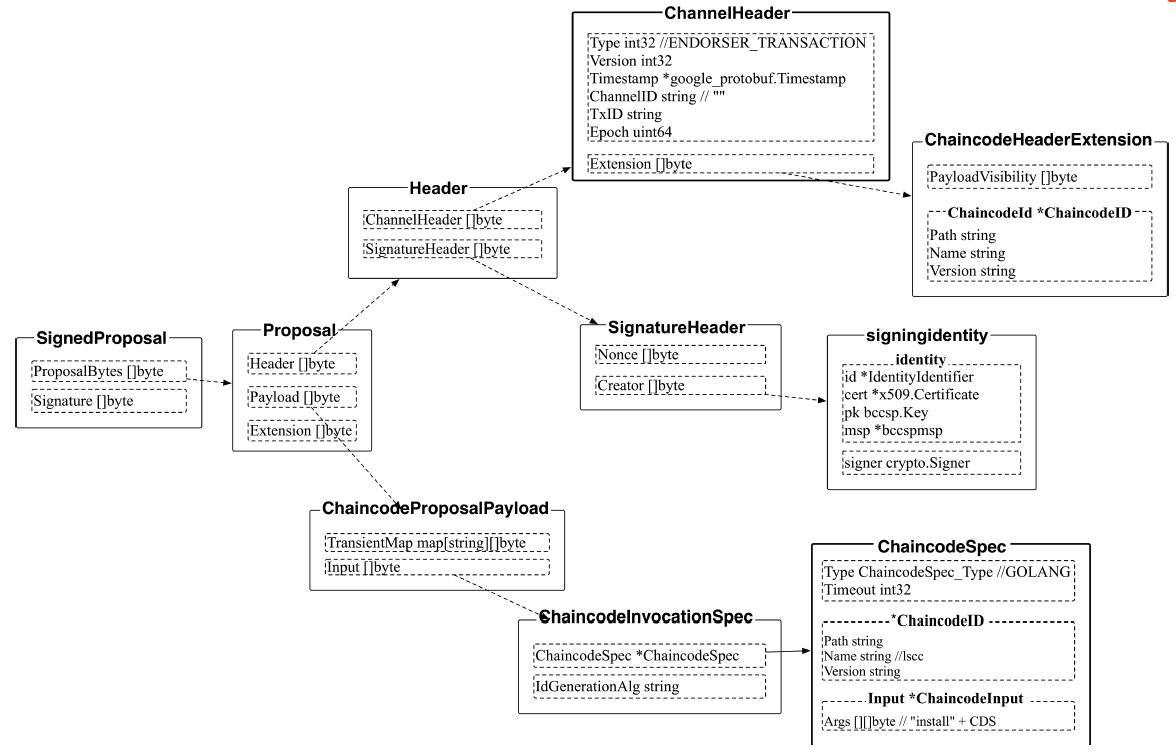 ChannelHeader
Type int32 //ENDORSER_TRANSACTION
Version int32
Timestamp *google_protobuf.Timestamp
ChannelID string // ""
TxID string
Epoch uint64
Extension []byte
ChaincodeHeaderExtension
PayloadVisibility []byte
ChaincodeId *ChaincodeID
Path string
Name string
Version string
Header
ChannelHeader []byte
SignatureHeader []byte
SignedProposal
ProposalBytes []byte
Signature []byte
Proposal
Header []byte
Payload []byte
Extension []byte
SignatureHeader
Nonce []byte
Creator []byte
signingidentity
identity
id *IdentityIdentifier
cert *x509.Certificate
pk bccsp.Key
msp *bccspmsp
signer crypto.Signer
ChaincodeProposalPayload
TransientMap map[string][]byte
Input []byte
ChaincodeInvocationSpec
ChaincodeSpec *ChaincodeSpec
IdGenerationAlg string
ChaincodeSpec
Type ChaincodeSpec_Type //GOLANG
Timeout int32
*ChaincodeID
Path string
Name string //lscc
Version string
Input *ChaincodeInput
Args [][]byte // "install" + CDS